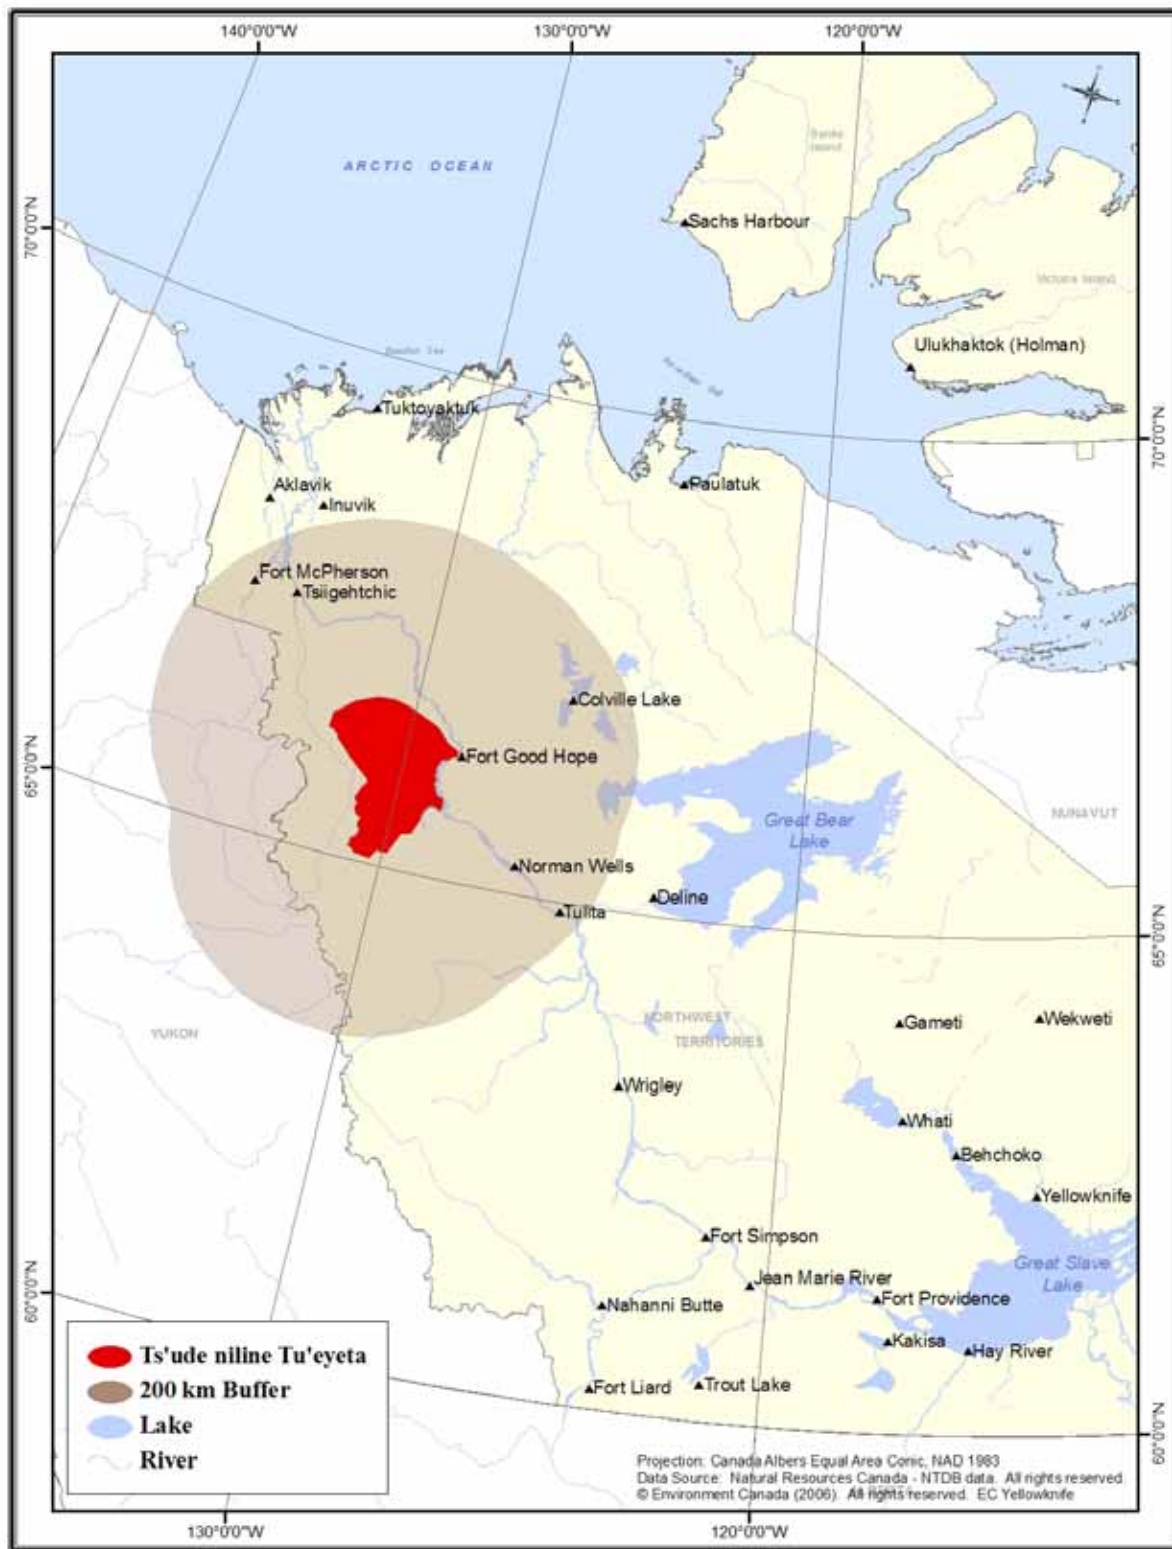 140°0'0"W 130°0'0"W 120°0'0"W
Banks
Island
ARCTIC OCEAN
70°0'0"N
Sachs Harbour
Victoria Island
Ulukhaktok (Holman)
Beaufort Sea
Tuktoyaktuk
70°0'0"N
Aklavik
Paulatuk
Inuvik
Fort McPherson
Tsiigehtchic
Colville Lake
65°0'0"N
Fort Good Hope
NUNAVUT
Great Bear
Lake
Norman Wells
Deline
Tulita
65°0'0"N
NORTHWEST
TERRITORIES
Gameti
Wekweti
YUKON
Wrigley
Whati
Behchoko
Yellowknife
Fort Simpson
Great Slave
Lake
Jean Marie River
60°0'0"N
Nahanni Butte
Fort Providence
Kakisa
Hay River
Fort Liard
Trout Lake
Ts'ude niline Tu'eyeta
200 km Buffer
Lake
River
60°0'0"N
Projection: Canada Albers Equal Area Conic, NAD 1983
Data Source: Natural Resources Canada - NTDB data. All rights reserved.
© Environment Canada (2006). All rights reserved. EC Yellowknife
130°0'0"W 120°0'0"W